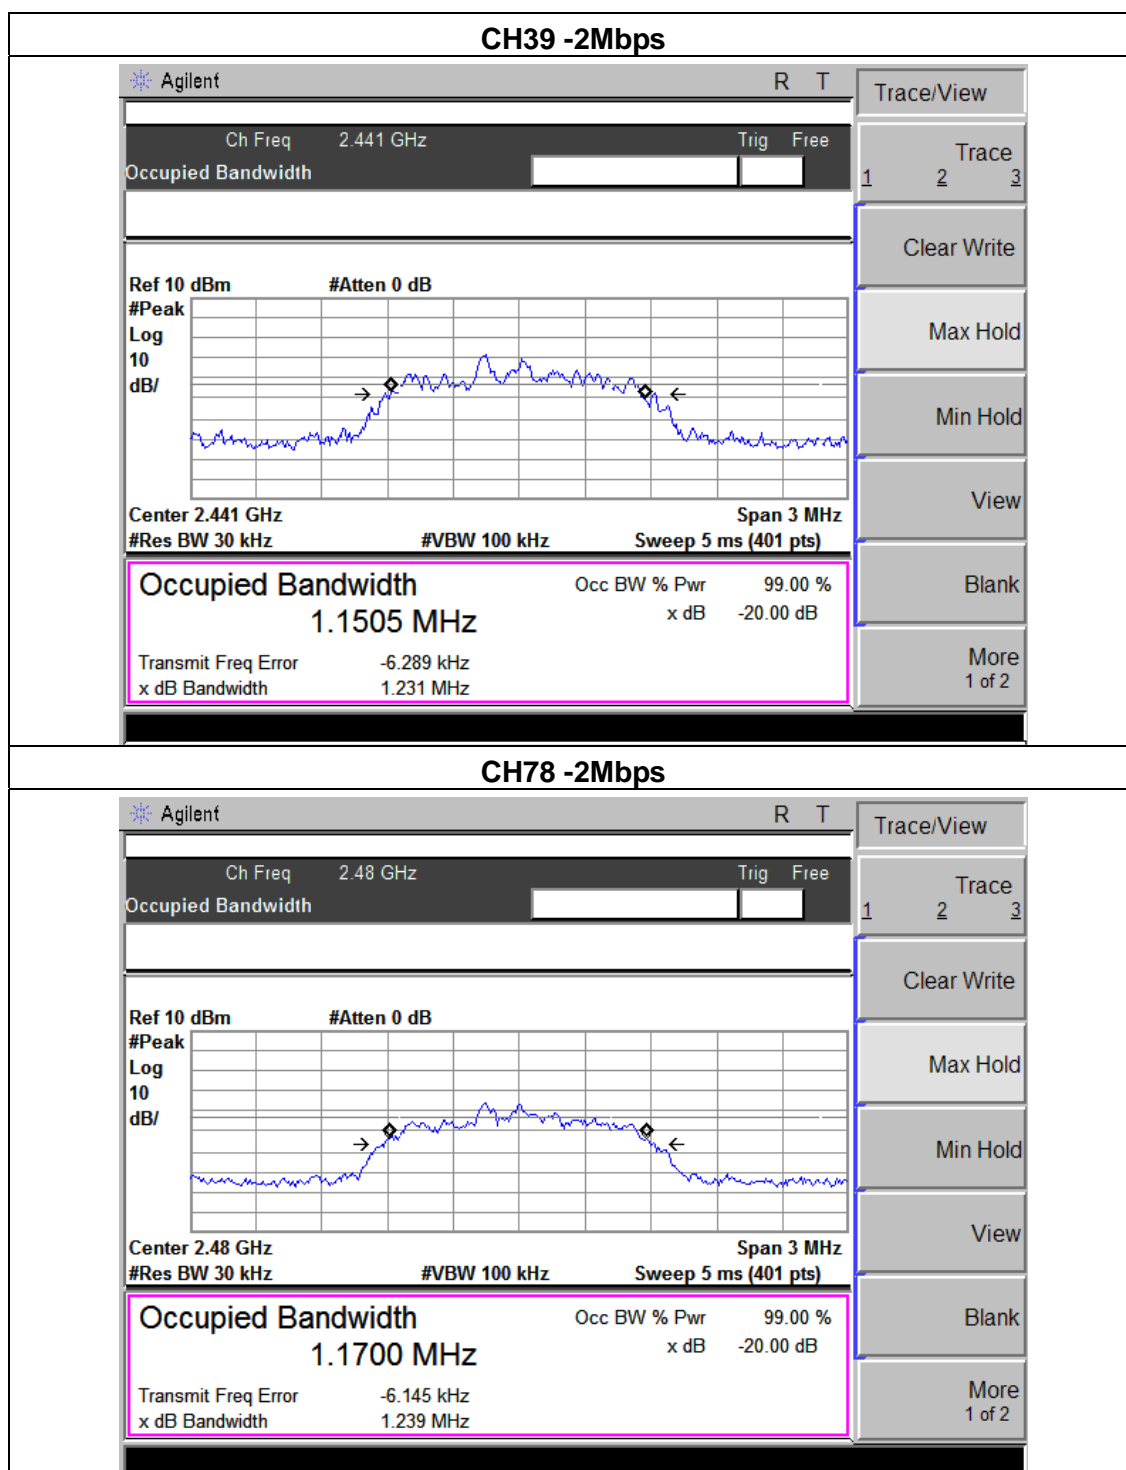 CH39 -2Mbps
Agilent R T
Trace/View
Ch Freq 2.441 GHz Trig Free
Occupied Bandwidth
Trace
1 2 3
Clear Write
Ref 10 dBm #Atten 0 dB
#Peak
Log
10
dB/
Max Hold
Min Hold
View
Center 2.441 GHz Span 3 MHz
#Res BW 30 kHz #VBW 100 kHz Sweep 5 ms (401 pts)
Occupied Bandwidth Occ BW % Pwr 99.00 %
1.1505 MHz x dB -20.00 dB
Blank
Transmit Freq Error -6.289 kHz
x dB Bandwidth 1.231 MHz
More
1 of 2
CH78 -2Mbps
Agilent R T
Trace/View
Ch Freq 2.48 GHz Trig Free
Occupied Bandwidth
Trace
1 2 3
Clear Write
Ref 10 dBm #Atten 0 dB
#Peak
Log
10
dB/
Max Hold
Min Hold
View
Center 2.48 GHz Span 3 MHz
#Res BW 30 kHz #VBW 100 kHz Sweep 5 ms (401 pts)
Occupied Bandwidth Occ BW % Pwr 99.00 %
1.1700 MHz x dB -20.00 dB
Blank
Transmit Freq Error -6.145 kHz
x dB Bandwidth 1.239 MHz
More
1 of 2